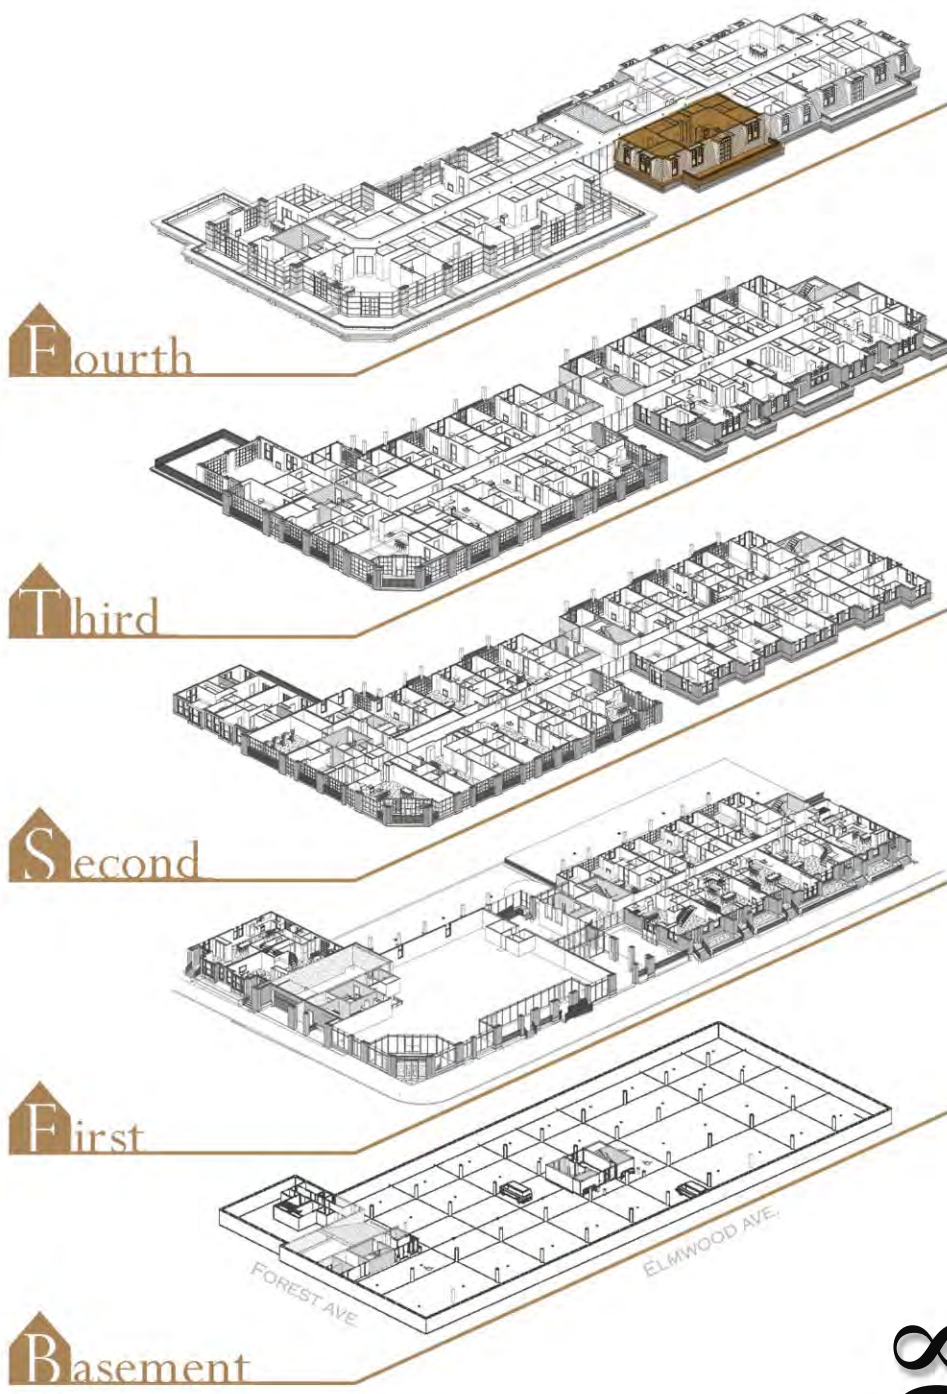 Fourth
Third
Second
First
FOREST AVE.
ELMWOOD AVE.
Basement